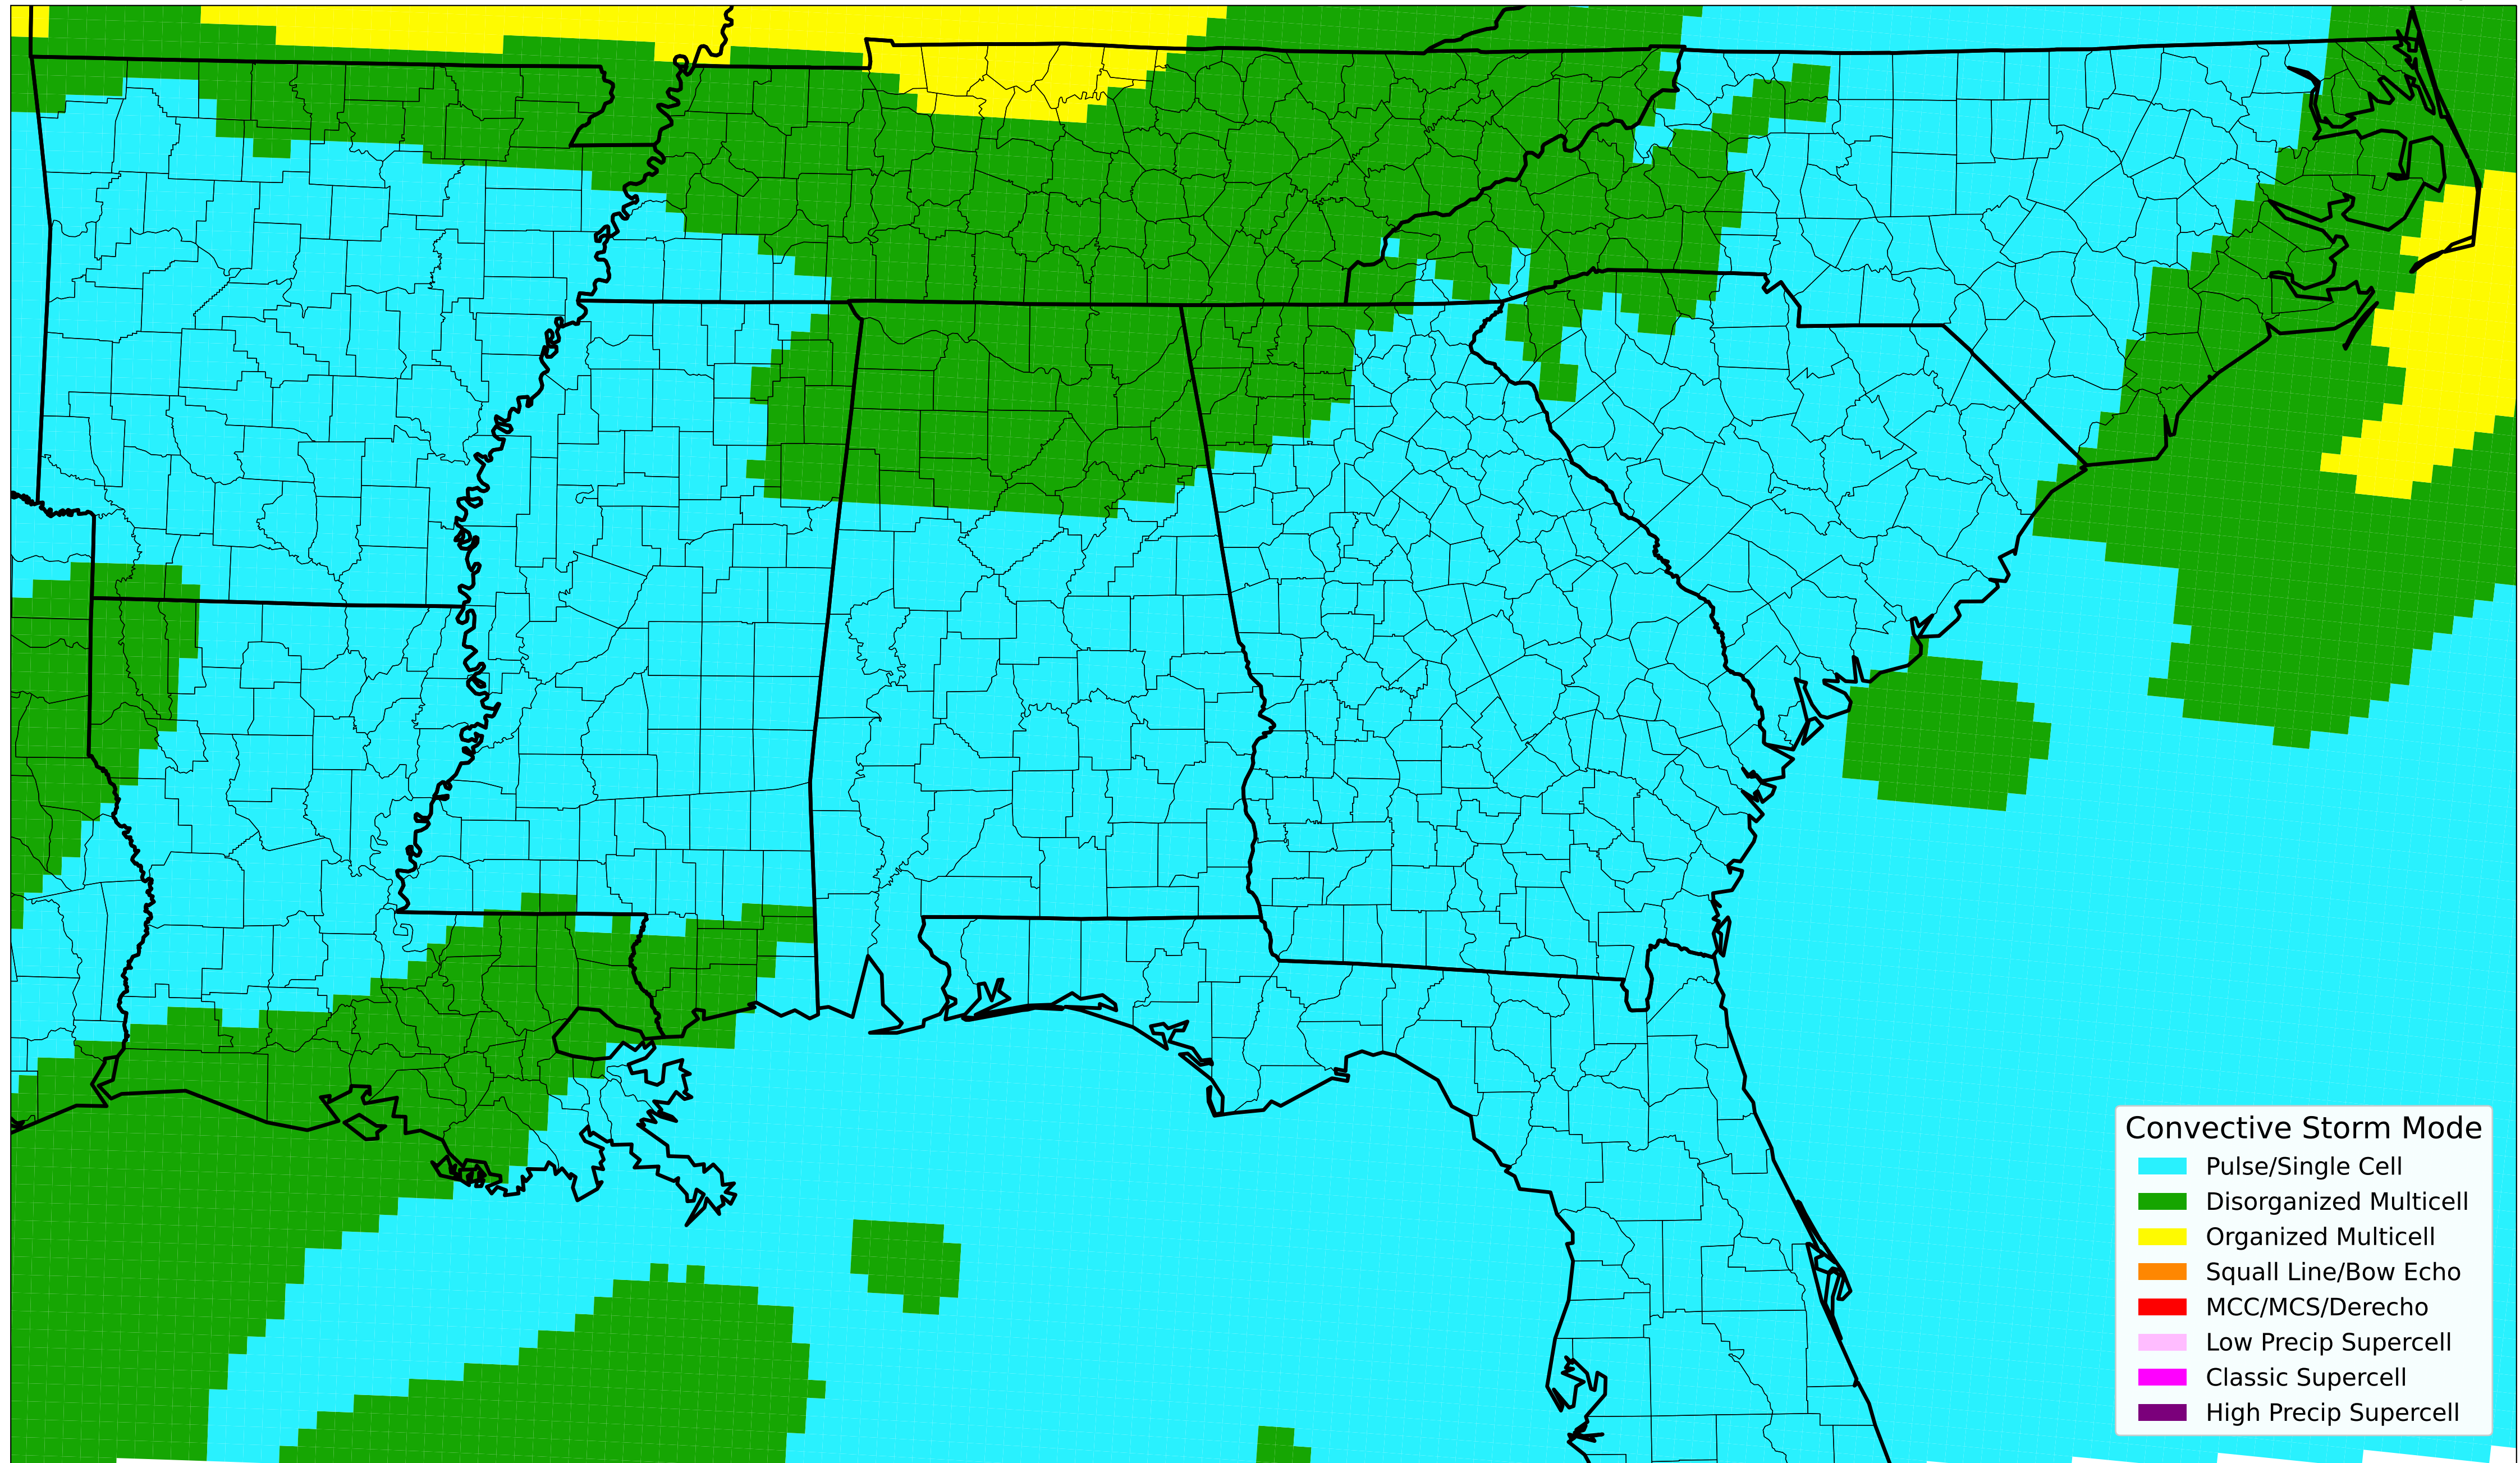 Convective Storm Mode
Pulse/Single Cell
Disorganized Multicell
Organized Multicell
Squall Line/Bow Echo
MCC/MCS/Derecho
Low Precip Supercell
Classic Supercell
High Precip Supercell